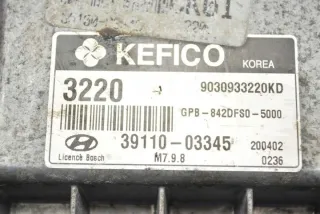 KEFICO
KOREA
3220
9030933220KD
GPB-842DFS0-5000
39110-03345
200402
Licence Bosch
M7.9.8
0236